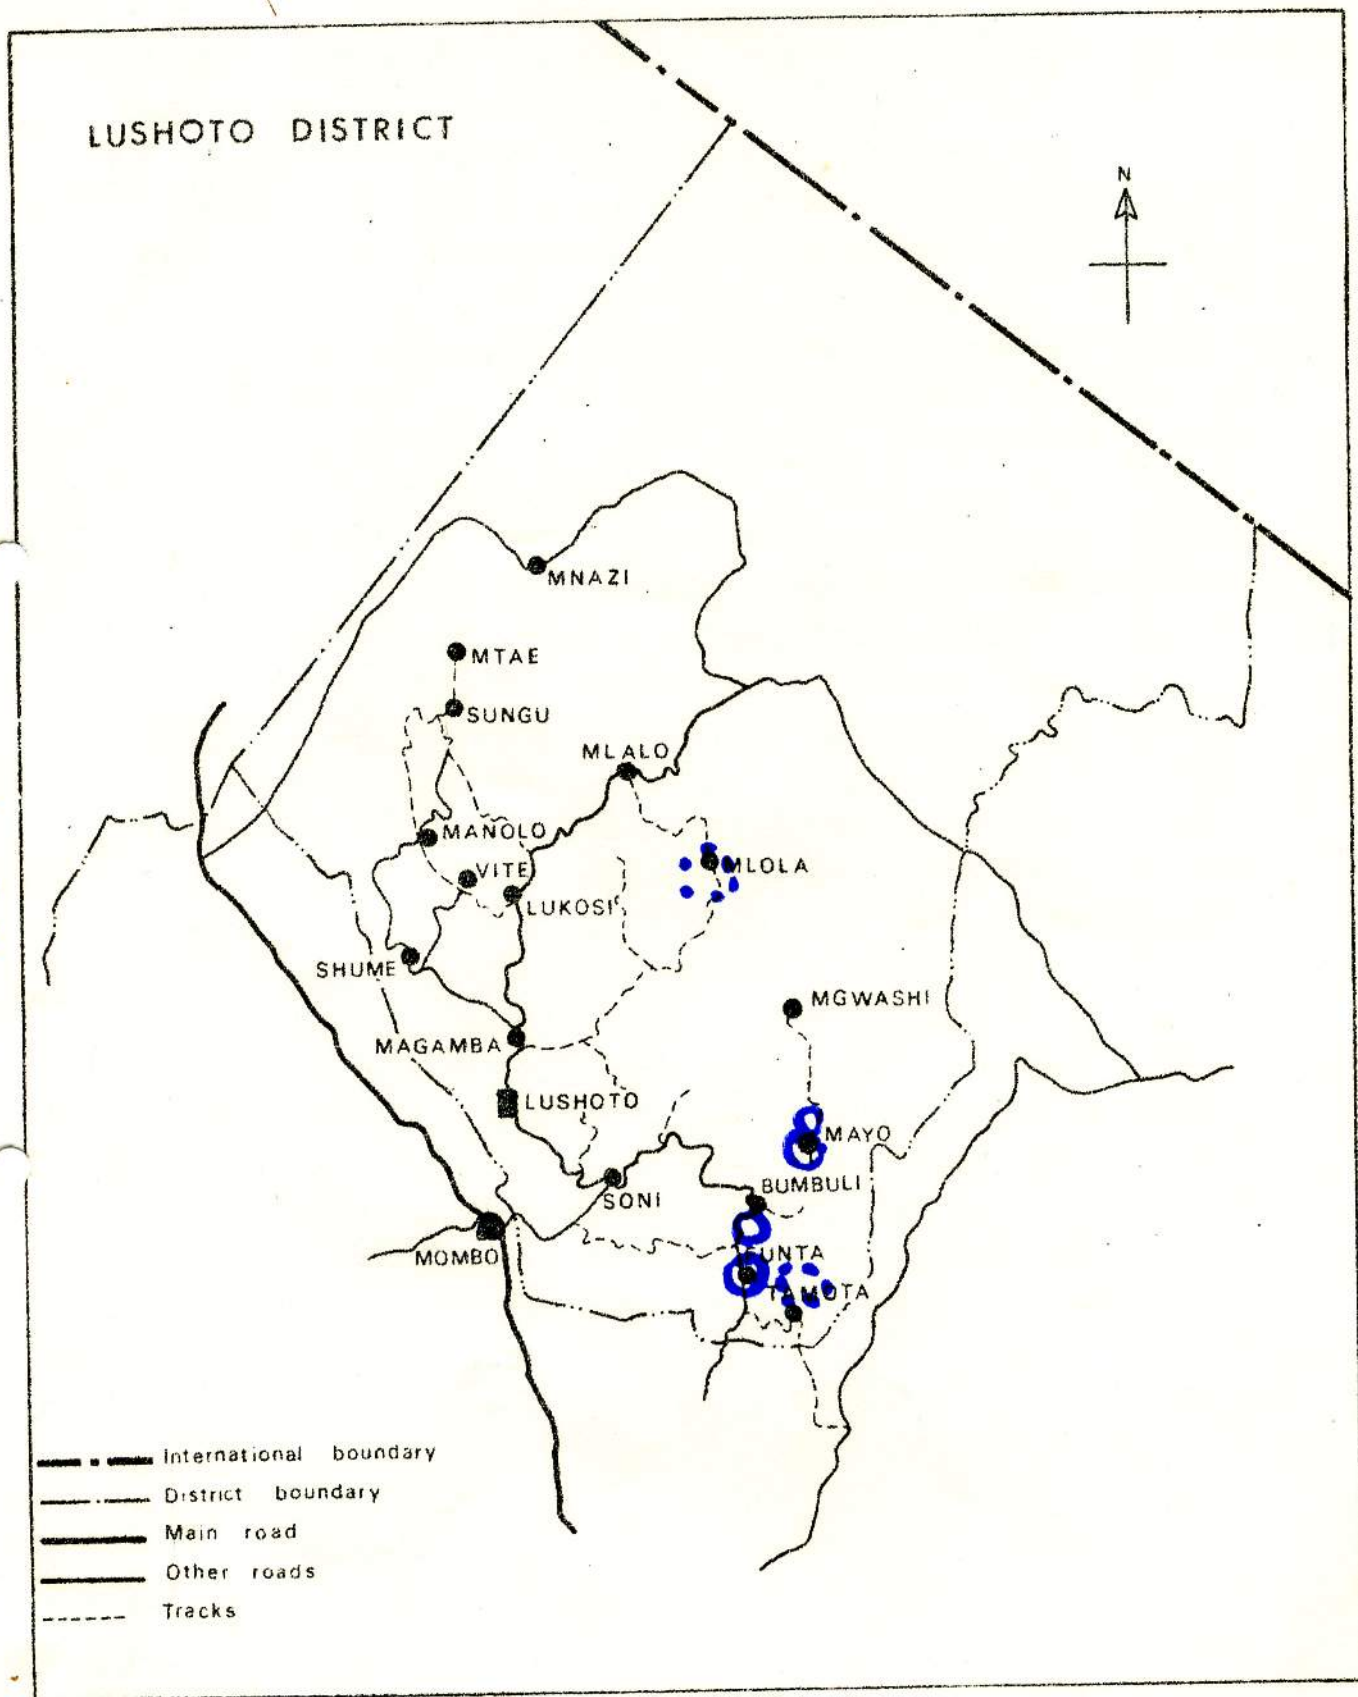 LUSHOTO DISTRICT
N
MNAZI
MTAE
SUNGU
MLALO
MANOLO
VITE
MLOLA
LUKOSI
SHUME
MGWASHI
MAGAMBA
LUSHOTO
MAYO
BUMBULI
SONI
FUNTA
MOMBO
TAMOTA
International boundary
District boundary
Main road
Other roads
Tracks